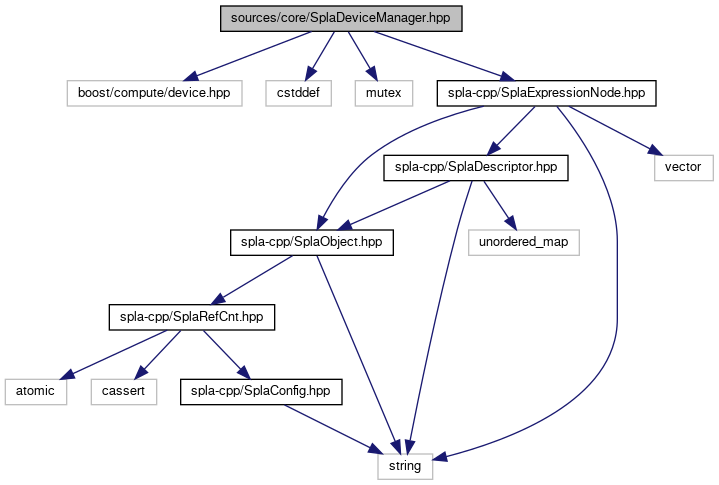 sources/core/SplaDeviceManager.hpp
boost/compute/device.hpp
cstddef
mutex
spla-cpp/SplaExpressionNode.hpp
spla-cpp/SplaDescriptor.hpp
vector
spla-cpp/SplaObject.hpp
unordered_map
spla-cpp/SplaRefCnt.hpp
atomic
cassert
spla-cpp/SplaConfig.hpp
string